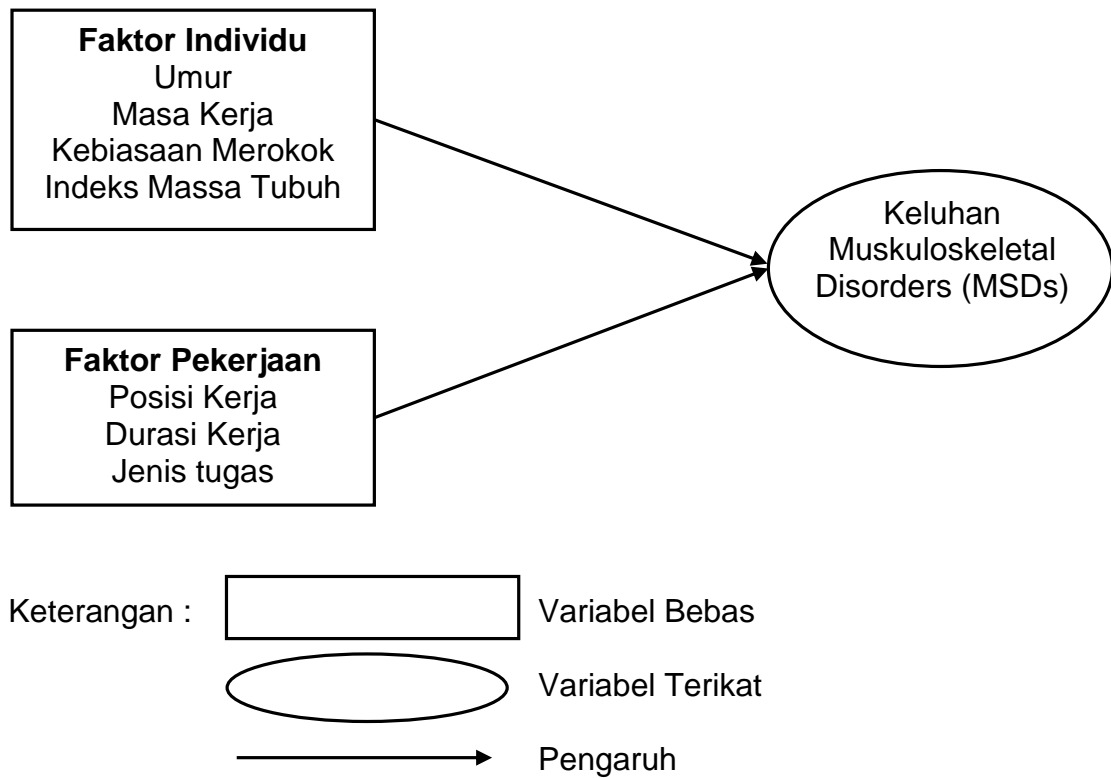 Faktor Individu
Umur
Masa Kerja
Kebiasaan Merokok
Indeks Massa Tubuh
Keluhan
Muskuloskeletal
Disorders (MSDs)
Faktor Pekerjaan
Posisi Kerja
Durasi Kerja
Jenis tugas
Keterangan :
Variabel Bebas
Variabel Terikat
Pengaruh